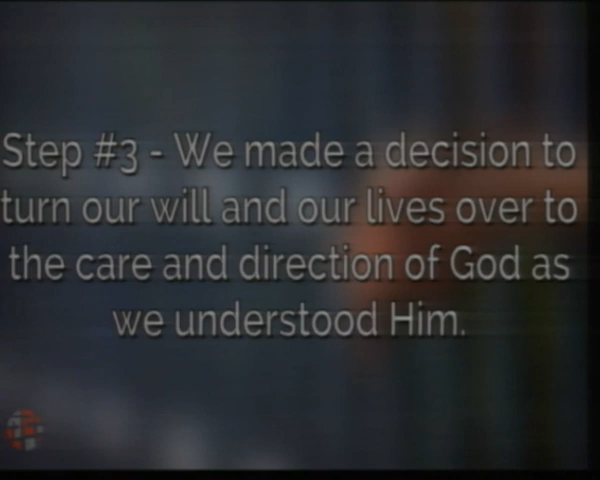 Step #3 - We made a decision to
turn our will and our lives over to
the care and direction of God as
we understood Him.